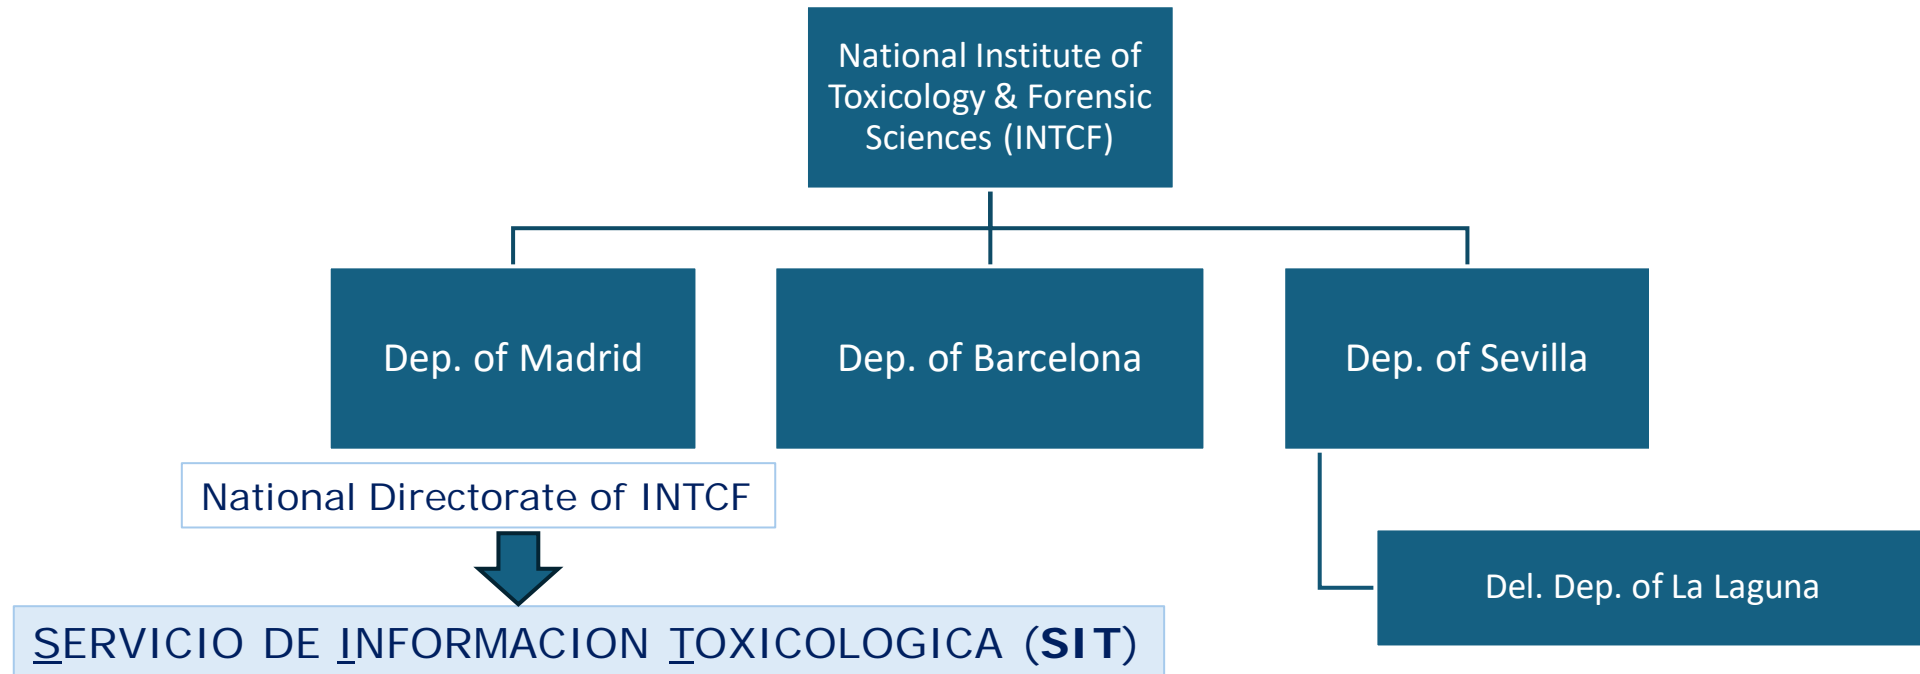 National Institute of
Toxicology & Forensic
Sciences (INTCF)
Dep. of Madrid
Dep. of Barcelona
Dep. of Sevilla
National Directorate of INTCF
Del. Dep. of La Laguna
SERVICIO DE INFORMACION TOXICOLOGICA (SIT)